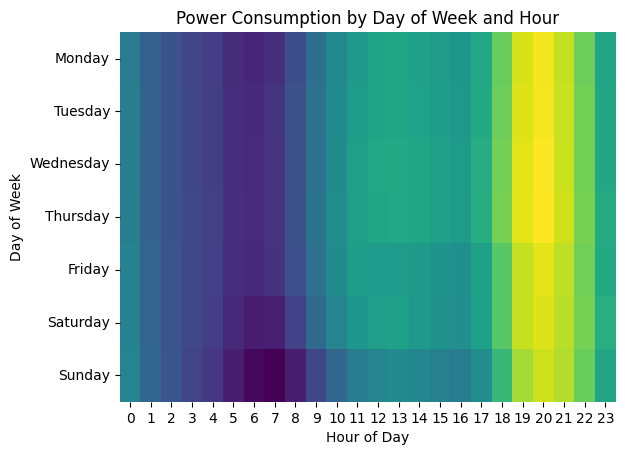 Power Consumption by Day of Week and Hour
Monday
Tuesday
Wednesday
Thursday
Friday
Saturday
Sunday
Day of Week
0 1 2 3 4 5 6 7 8 9 10 11 12 13 14 15 16 17 18 19 20 21 22 23
Hour of Day